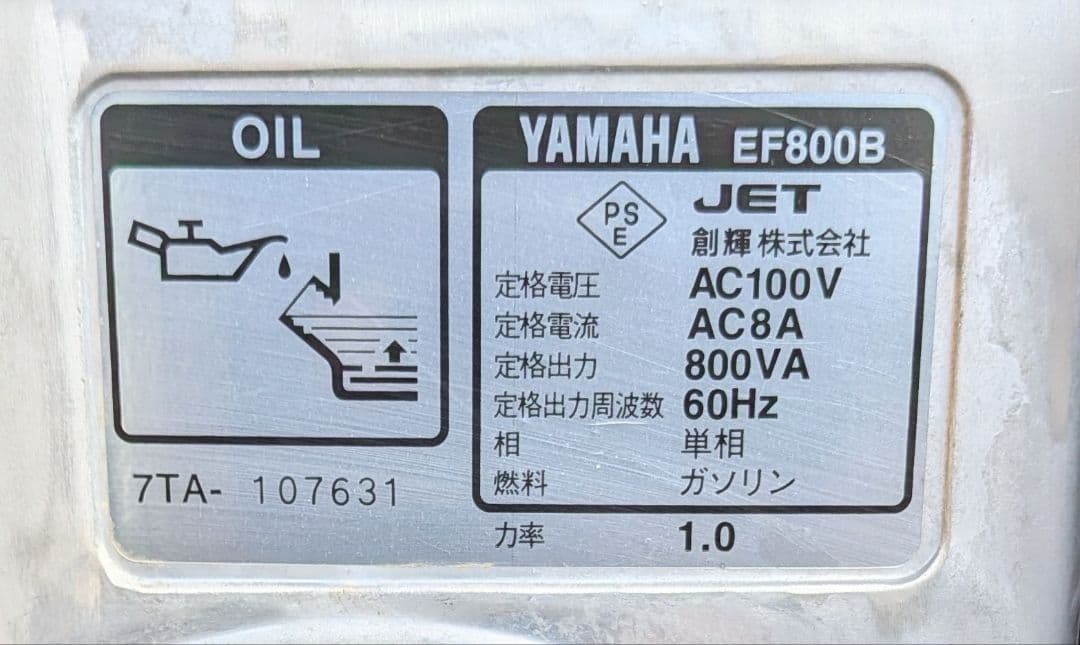 OIL
7TA- 107631
YAMAHA EF800B
PS
E
JET
創輝株式会社
定格電圧 AC100V
定格電流 AC8A
定格出力 800VA
定格出力周波数 60Hz
相 単相
燃料 ガソリン
力率 1.0